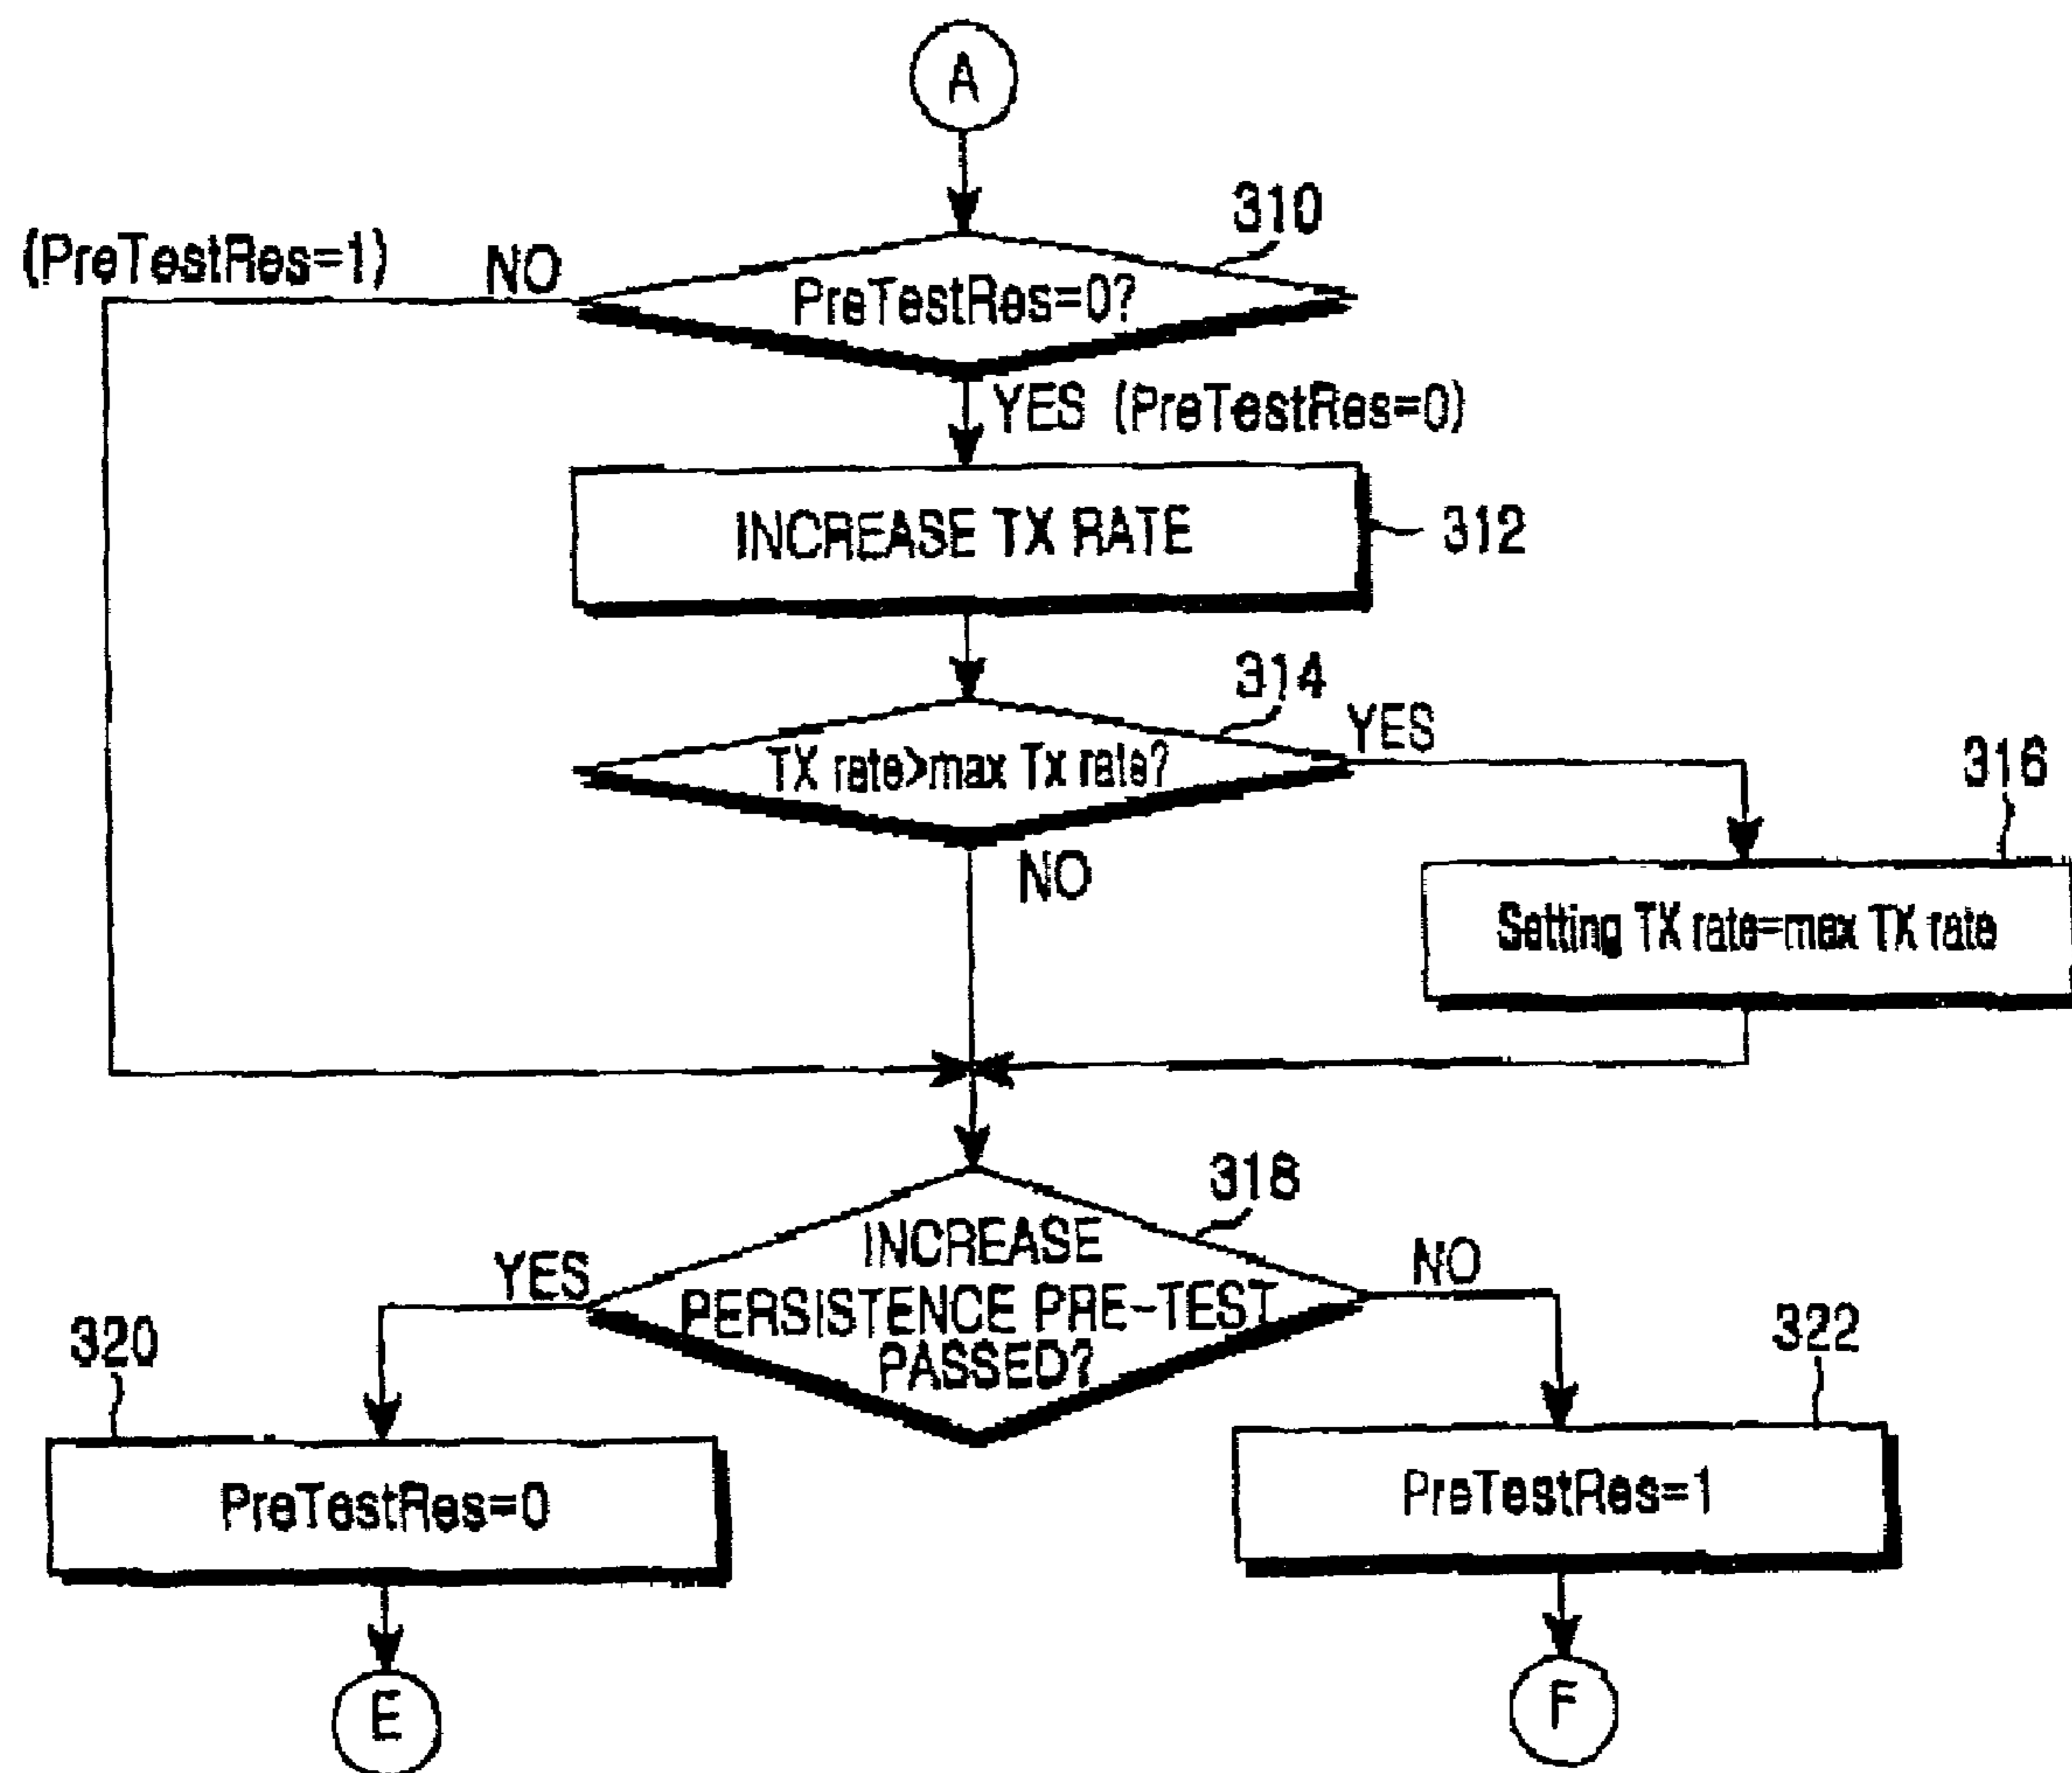 A
310
(PreTestRes=1)
NO
PreTestRes=0?
YES (PreTestRes=0)
INCREASE TX RATE
312
314
TX rate>max Tx rate?
YES
316
NO
Setting TX rate=max TX rate
318
INCREASE
PERSISTENCE PRE-TEST
PASSED?
YES
NO
320
322
PreTestRes=0
PreTestRes=1
E
F